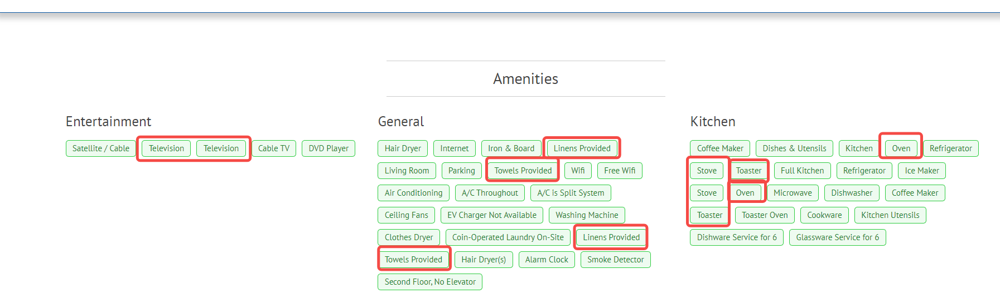 Amenities
Entertainment
Satellite / Cable Television Television Cable TV DVD Player
General
Hair Dryer Internet Iron & Board Linens Provided
Living Room Parking Towels Provided Wifi Free Wifi
Air Conditioning A/C Throughout A/C is Split System
Ceiling Fans EV Charger Not Available Washing Machine
Clothes Dryer Coin-Operated Laundry On-Site Linens Provided
Towels Provided Hair Dryer(s) Alarm Clock Smoke Detector
Second Floor, No Elevator
Kitchen
Coffee Maker Dishes & Utensils Kitchen Oven Refrigerator
Stove Toaster Full Kitchen Refrigerator Ice Maker
Stove Oven Microwave Dishwasher Coffee Maker
Toaster Toaster Oven Cookware Kitchen Utensils
Dishware Service for 6 Glassware Service for 6